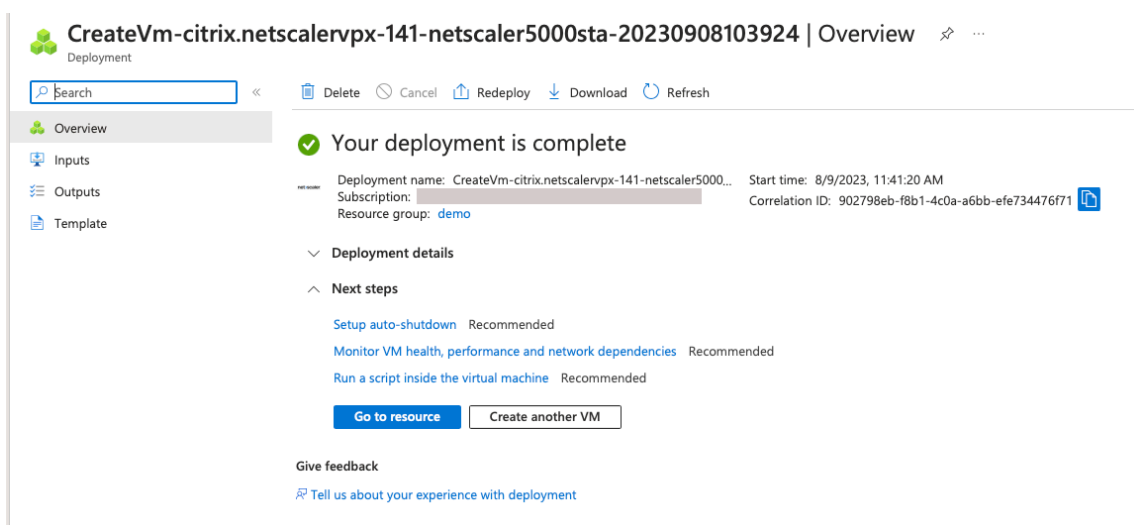 CreateVm-citrix.netscalervpx-141-netscaler5000sta-20230908103924 | Overview
Deployment
Search
Delete
Cancel
Redeploy
Download
Refresh
Overview
Inputs
Outputs
Template
Your deployment is complete
net scaler
Deployment name: CreateVm-citrix.netscalervpx-141-netscaler5000...
Subscription:
Resource group: demo
Start time: 8/9/2023, 11:41:20 AM
Correlation ID: 902798eb-f8b1-4c0a-a6bb-efe734476f71
Deployment details
Next steps
Setup auto-shutdown Recommended
Monitor VM health, performance and network dependencies Recommended
Run a script inside the virtual machine Recommended
Go to resource
Create another VM
Give feedback
Tell us about your experience with deployment